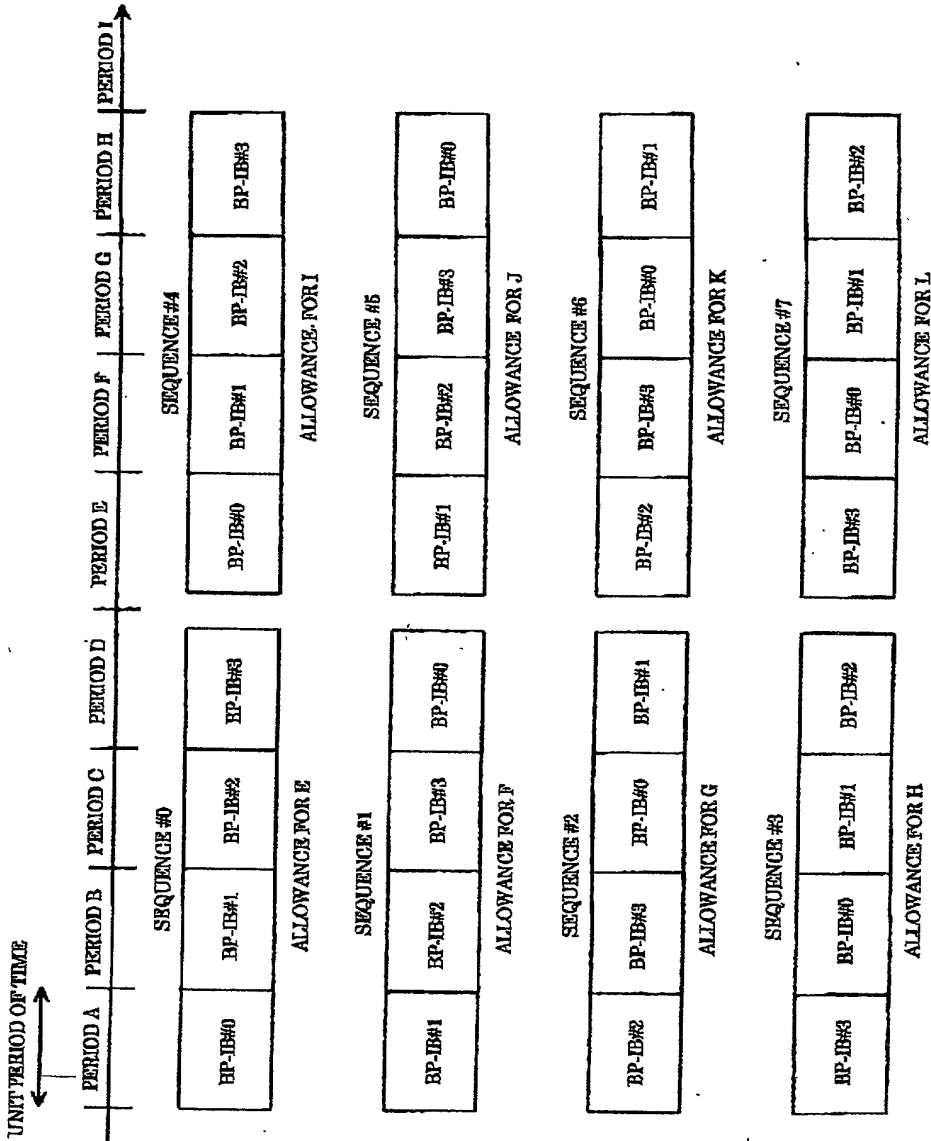 UNIT PERIOD OF TIME
PERIOD A PERIOD B PERIOD C PERIOD D PERIOD E PERIOD F PERIOD G PERIOD H PERIOD I
SEQUENCE #0 SEQUENCE #4
BP-IB#0 BP-IB#1 BP-IB#2 BP-IB#3 BP-IB#0 BP-IB#1 BP-IB#2 BP-IB#3
ALLOWANCE FOR E ALLOWANCE FOR I
SEQUENCE #1 SEQUENCE #5
BP-IB#1 BP-IB#2 BP-IB#3 BP-IB#0 BP-IB#1 BP-IB#2 BP-IB#3 BP-IB#0
ALLOWANCE FOR F ALLOWANCE FOR J
SEQUENCE #2 SEQUENCE #6
BP-IB#2 BP-IB#3 BP-IB#0 BP-IB#1 BP-IB#2 BP-IB#3 BP-IB#0 BP-IB#1
ALLOWANCE FOR G ALLOWANCE FOR K
SEQUENCE #3 SEQUENCE #7
BP-IB#3 BP-IB#0 BP-IB#1 BP-IB#2 BP-IB#3 BP-IB#0 BP-IB#1 BP-IB#2
ALLOWANCE FOR H ALLOWANCE FOR L